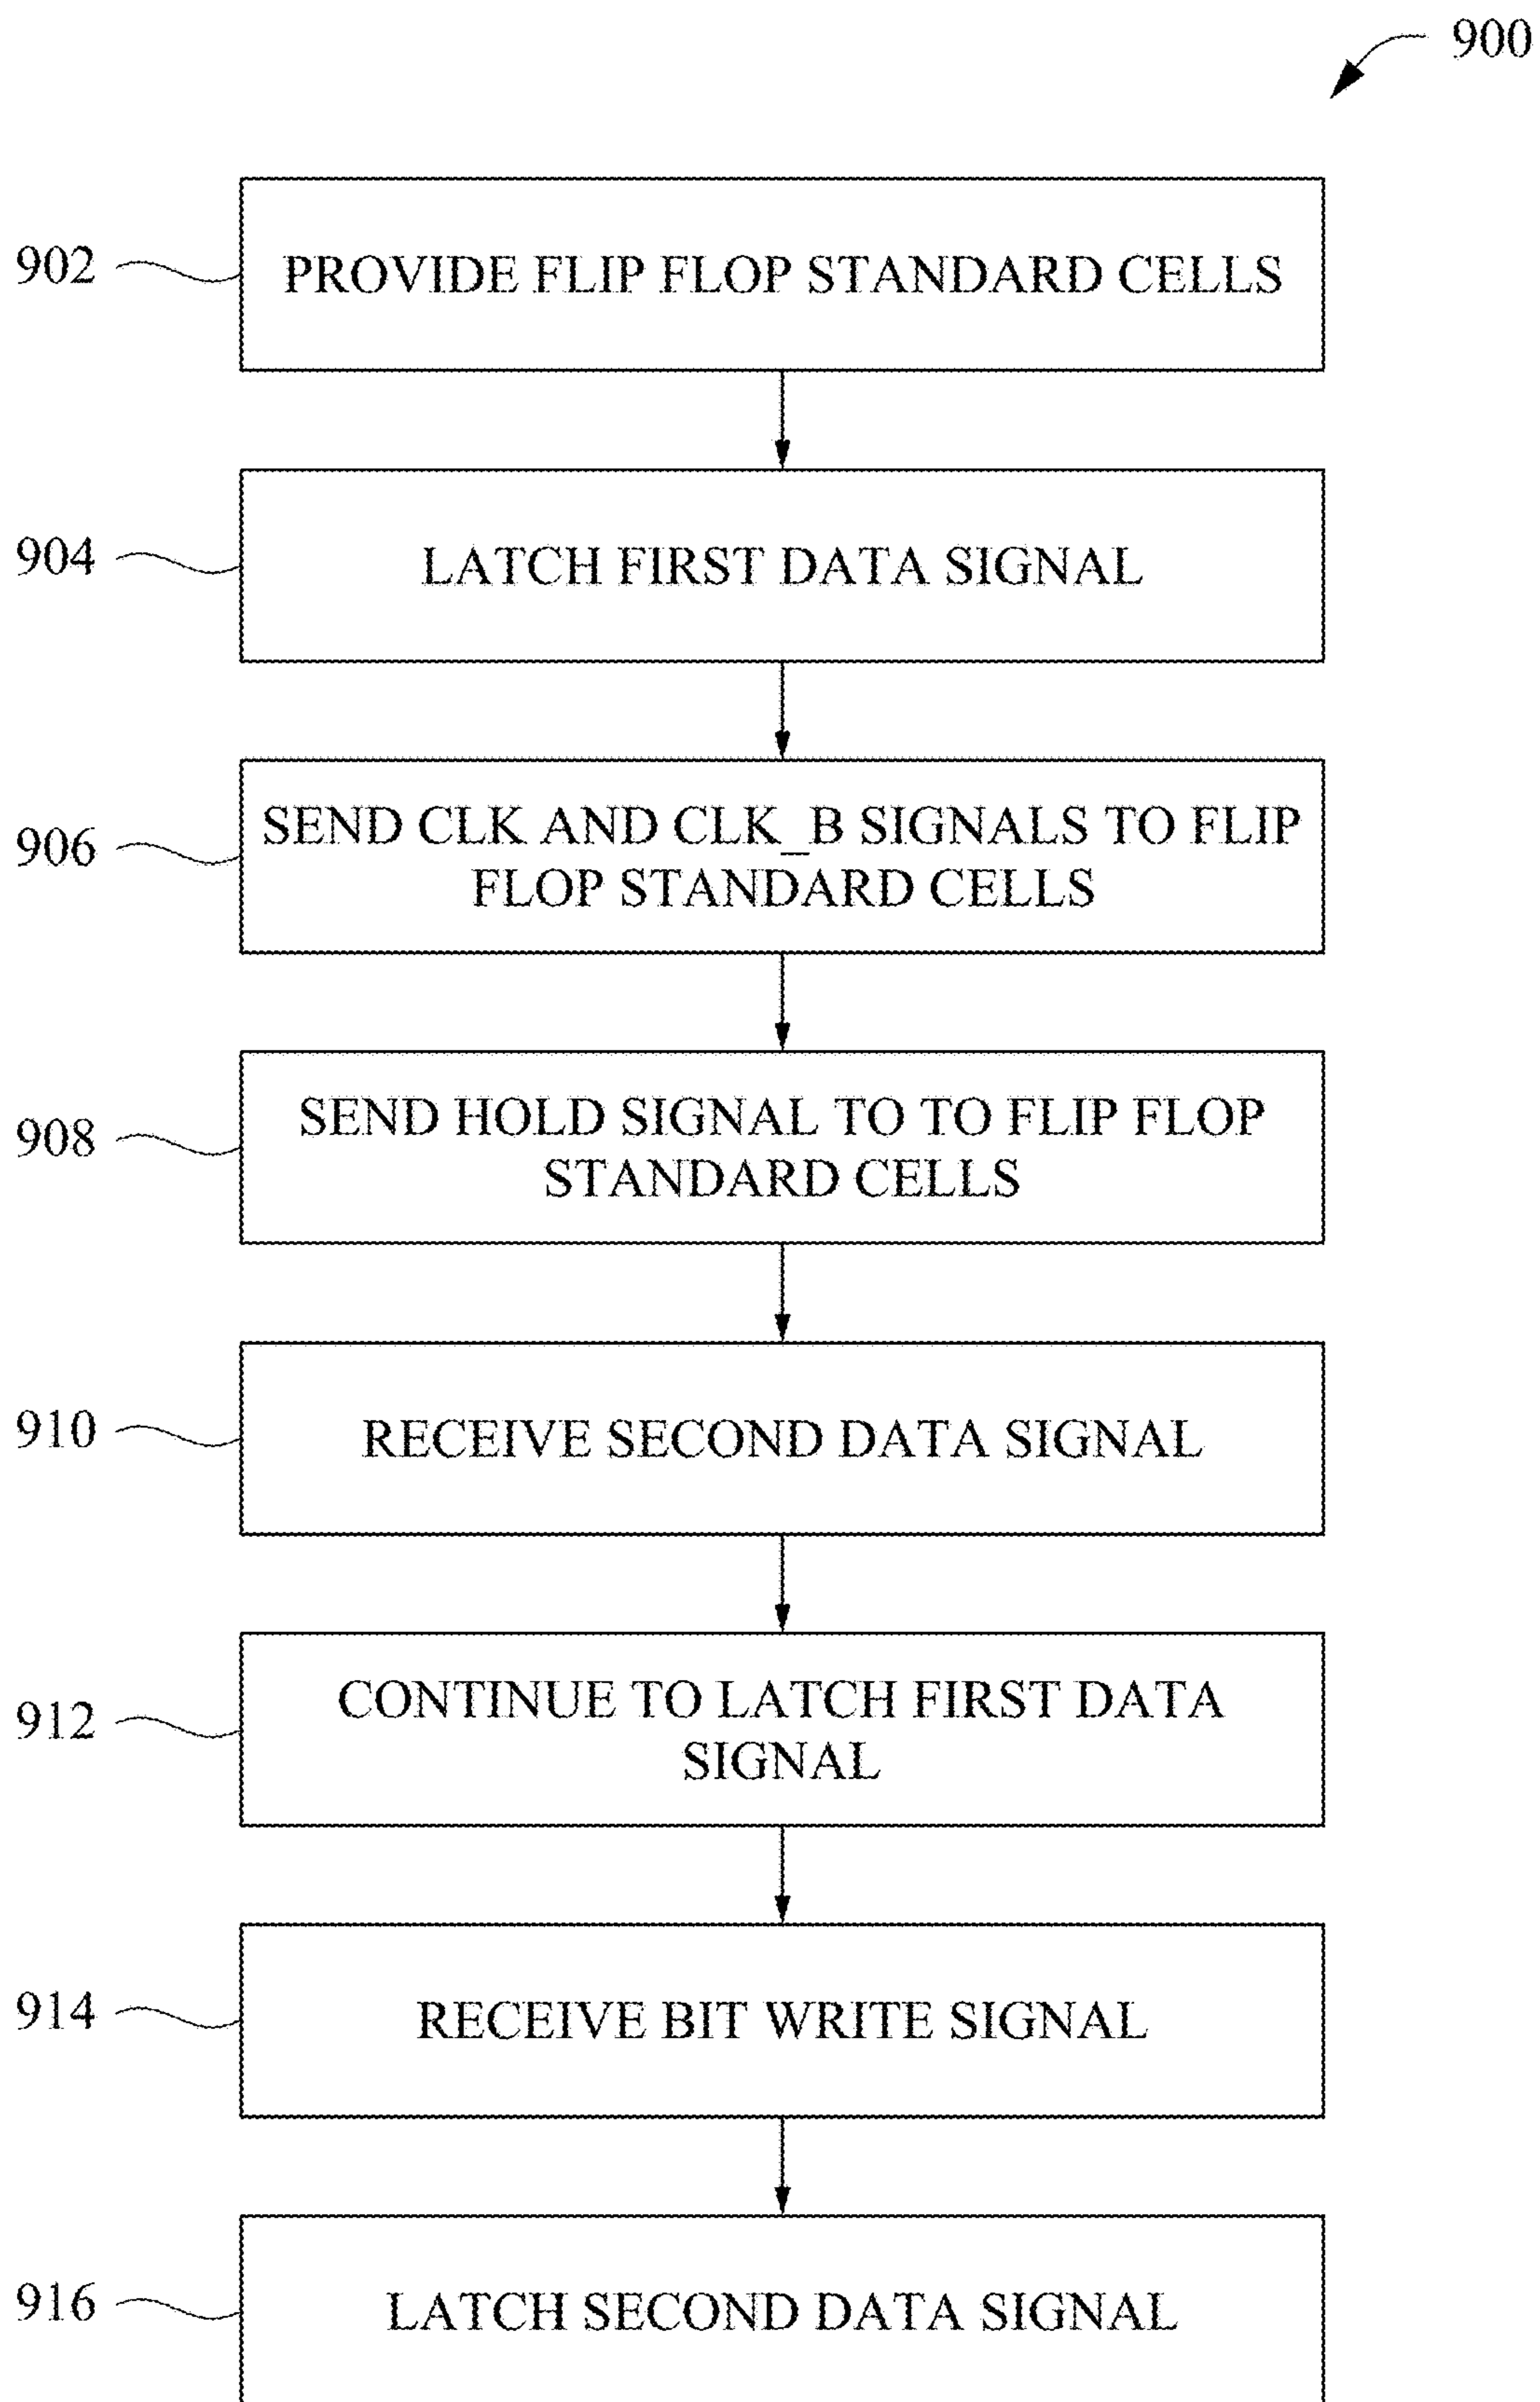 900
902
PROVIDE FLIP FLOP STANDARD CELLS
904
LATCH FIRST DATA SIGNAL
906
SEND CLK AND CLK_B SIGNALS TO FLIP
FLOP STANDARD CELLS
908
SEND HOLD SIGNAL TO TO FLIP FLOP
STANDARD CELLS
910
RECEIVE SECOND DATA SIGNAL
912
CONTINUE TO LATCH FIRST DATA
SIGNAL
914
RECEIVE BIT WRITE SIGNAL
916
LATCH SECOND DATA SIGNAL